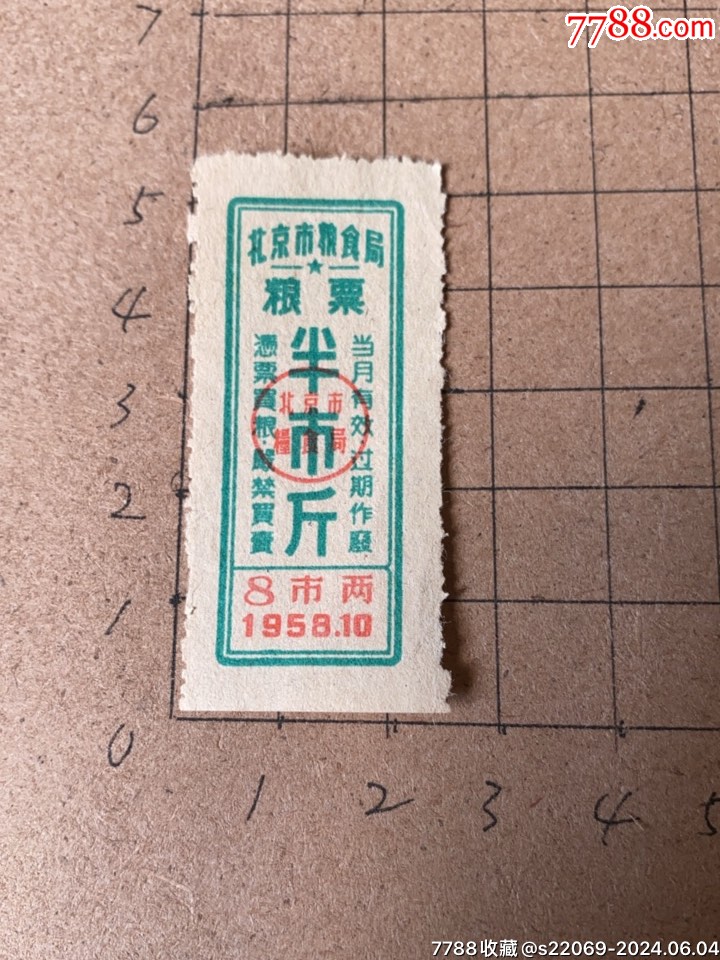 7788.com
7
6
5
4
3
2
1
0
1 2 3 4 5
北京市粮食局
★
粮票
半市斤
当月有效过期作廢
憑票買粮·嚴禁買賣
北京市
糧食局
8市两
1958.10
7788收藏@s22069-2024.06.04